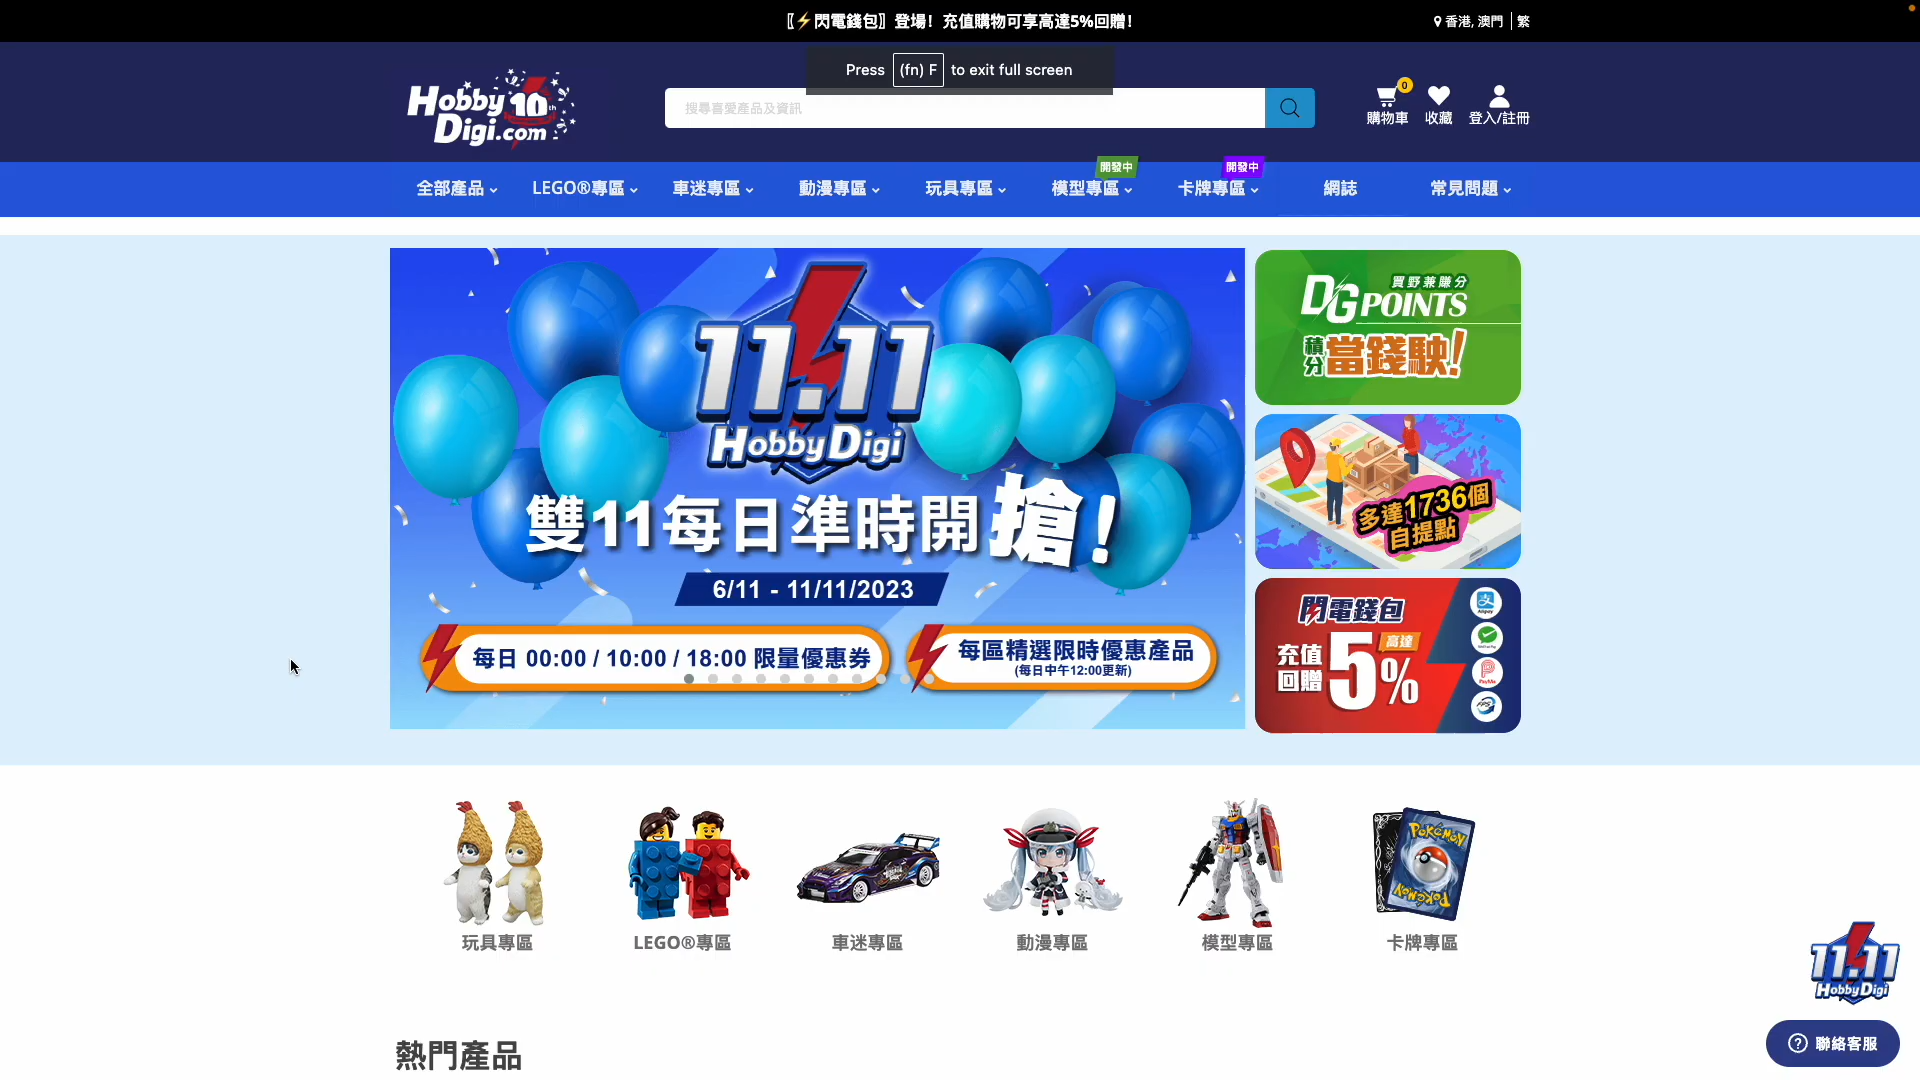 〖⚡閃電錢包〗登場！充值購物可享高達5%回贈！
香港, 澳門
繁
Press (fn) F to exit full screen
Hobby 10th
Digi.com
搜尋喜愛產品及資訊
0
購物車
收藏
登入/註冊
開發中
開發中
全部產品
LEGO®專區
車迷專區
動漫專區
玩具專區
模型專區
卡牌專區
網誌
常見問題
11.11
HobbyDigi
雙11每日準時開搶！
6/11 - 11/11/2023
每日 00:00 / 10:00 / 18:00 限量優惠券
每區精選限時優惠產品
(每日中午12:00更新)
買野兼賺分
DG POINTS
積分當錢駛！
多達1736個
自提點
閃電錢包
充值
回贈
高達
5%
Alipay
PayMe
FPS
玩具專區
LEGO®專區
車迷專區
動漫專區
模型專區
卡牌專區
POKéMON
POKéMON
11.11
HobbyDigi
熱門產品
聯絡客服